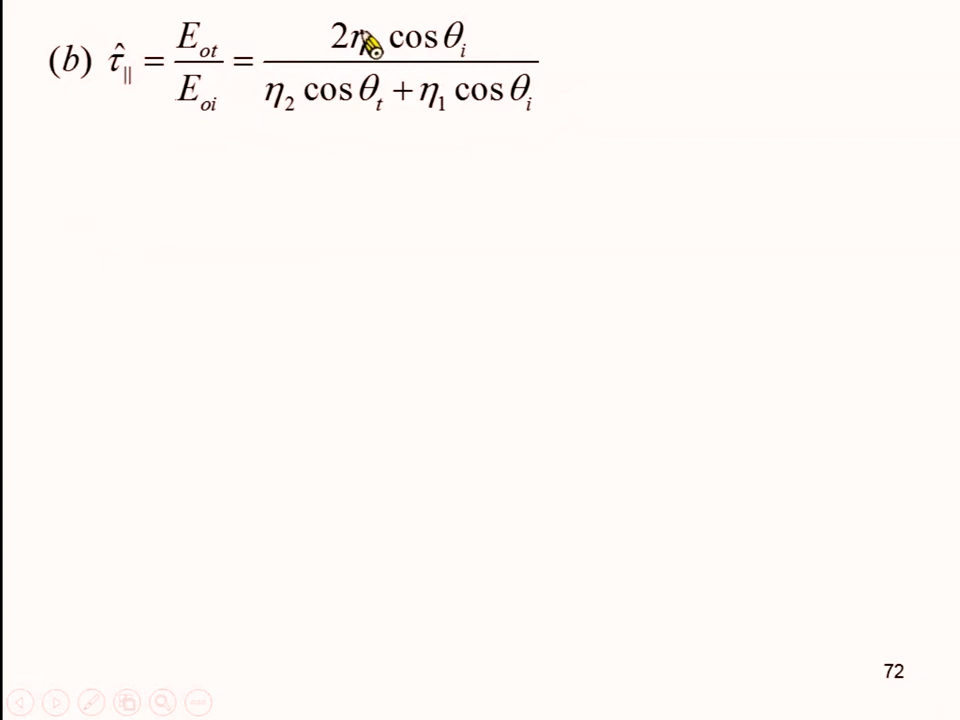 (b) τ̂_∥ = E_ot / E_oi = 2η cos θ_i / (η_2 cos θ_t + η_1 cos θ_i)
72